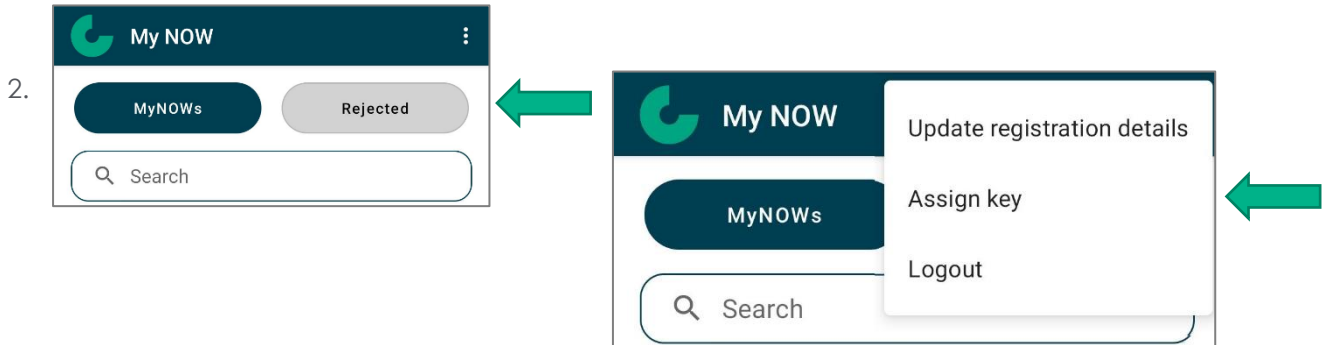 2.
My NOW
MyNOWs
Rejected
Search
My NOW
Update registration details
Assign key
Logout
MyNOWs
Search